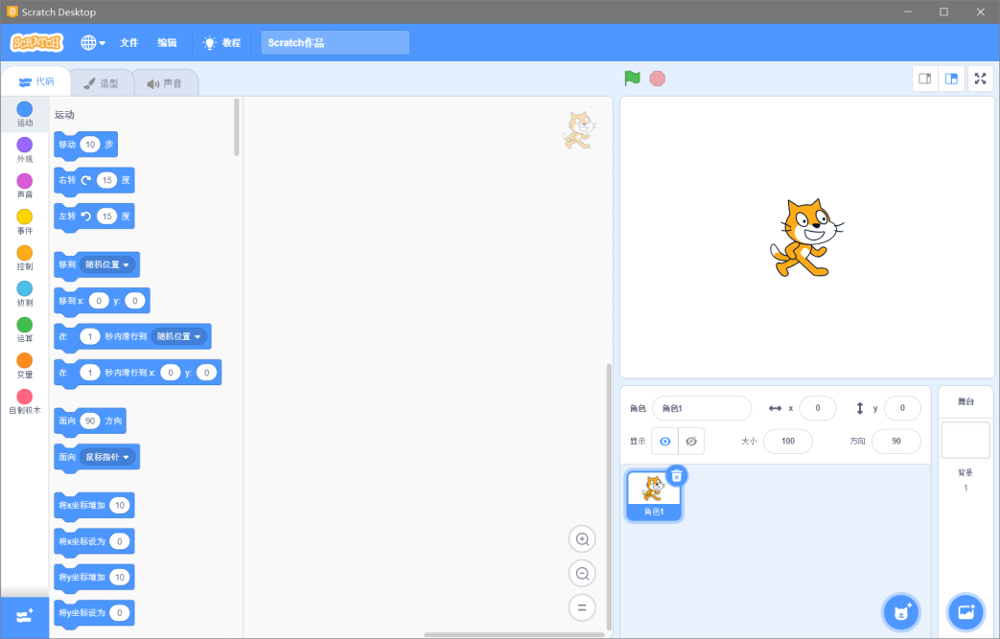 Scratch Desktop
SCRATCH 文件 编辑 教程 Scratch作品
代码 造型 声音
运动
外观
声音
事件
控制
侦测
运算
变量
自制积木
运动
移动 10 步
右转 15 度
左转 15 度
移到 随机位置
移到 x: 0 y: 0
在 1 秒内滑行到 随机位置
在 1 秒内滑行到 x: 0 y: 0
面向 90 方向
面向 鼠标指针
将x坐标增加 10
将x坐标设为 0
将y坐标增加 10
将y坐标设为 0
角色 角色1 x 0 y 0
显示 大小 100 方向 90
角色1
舞台
背景
1